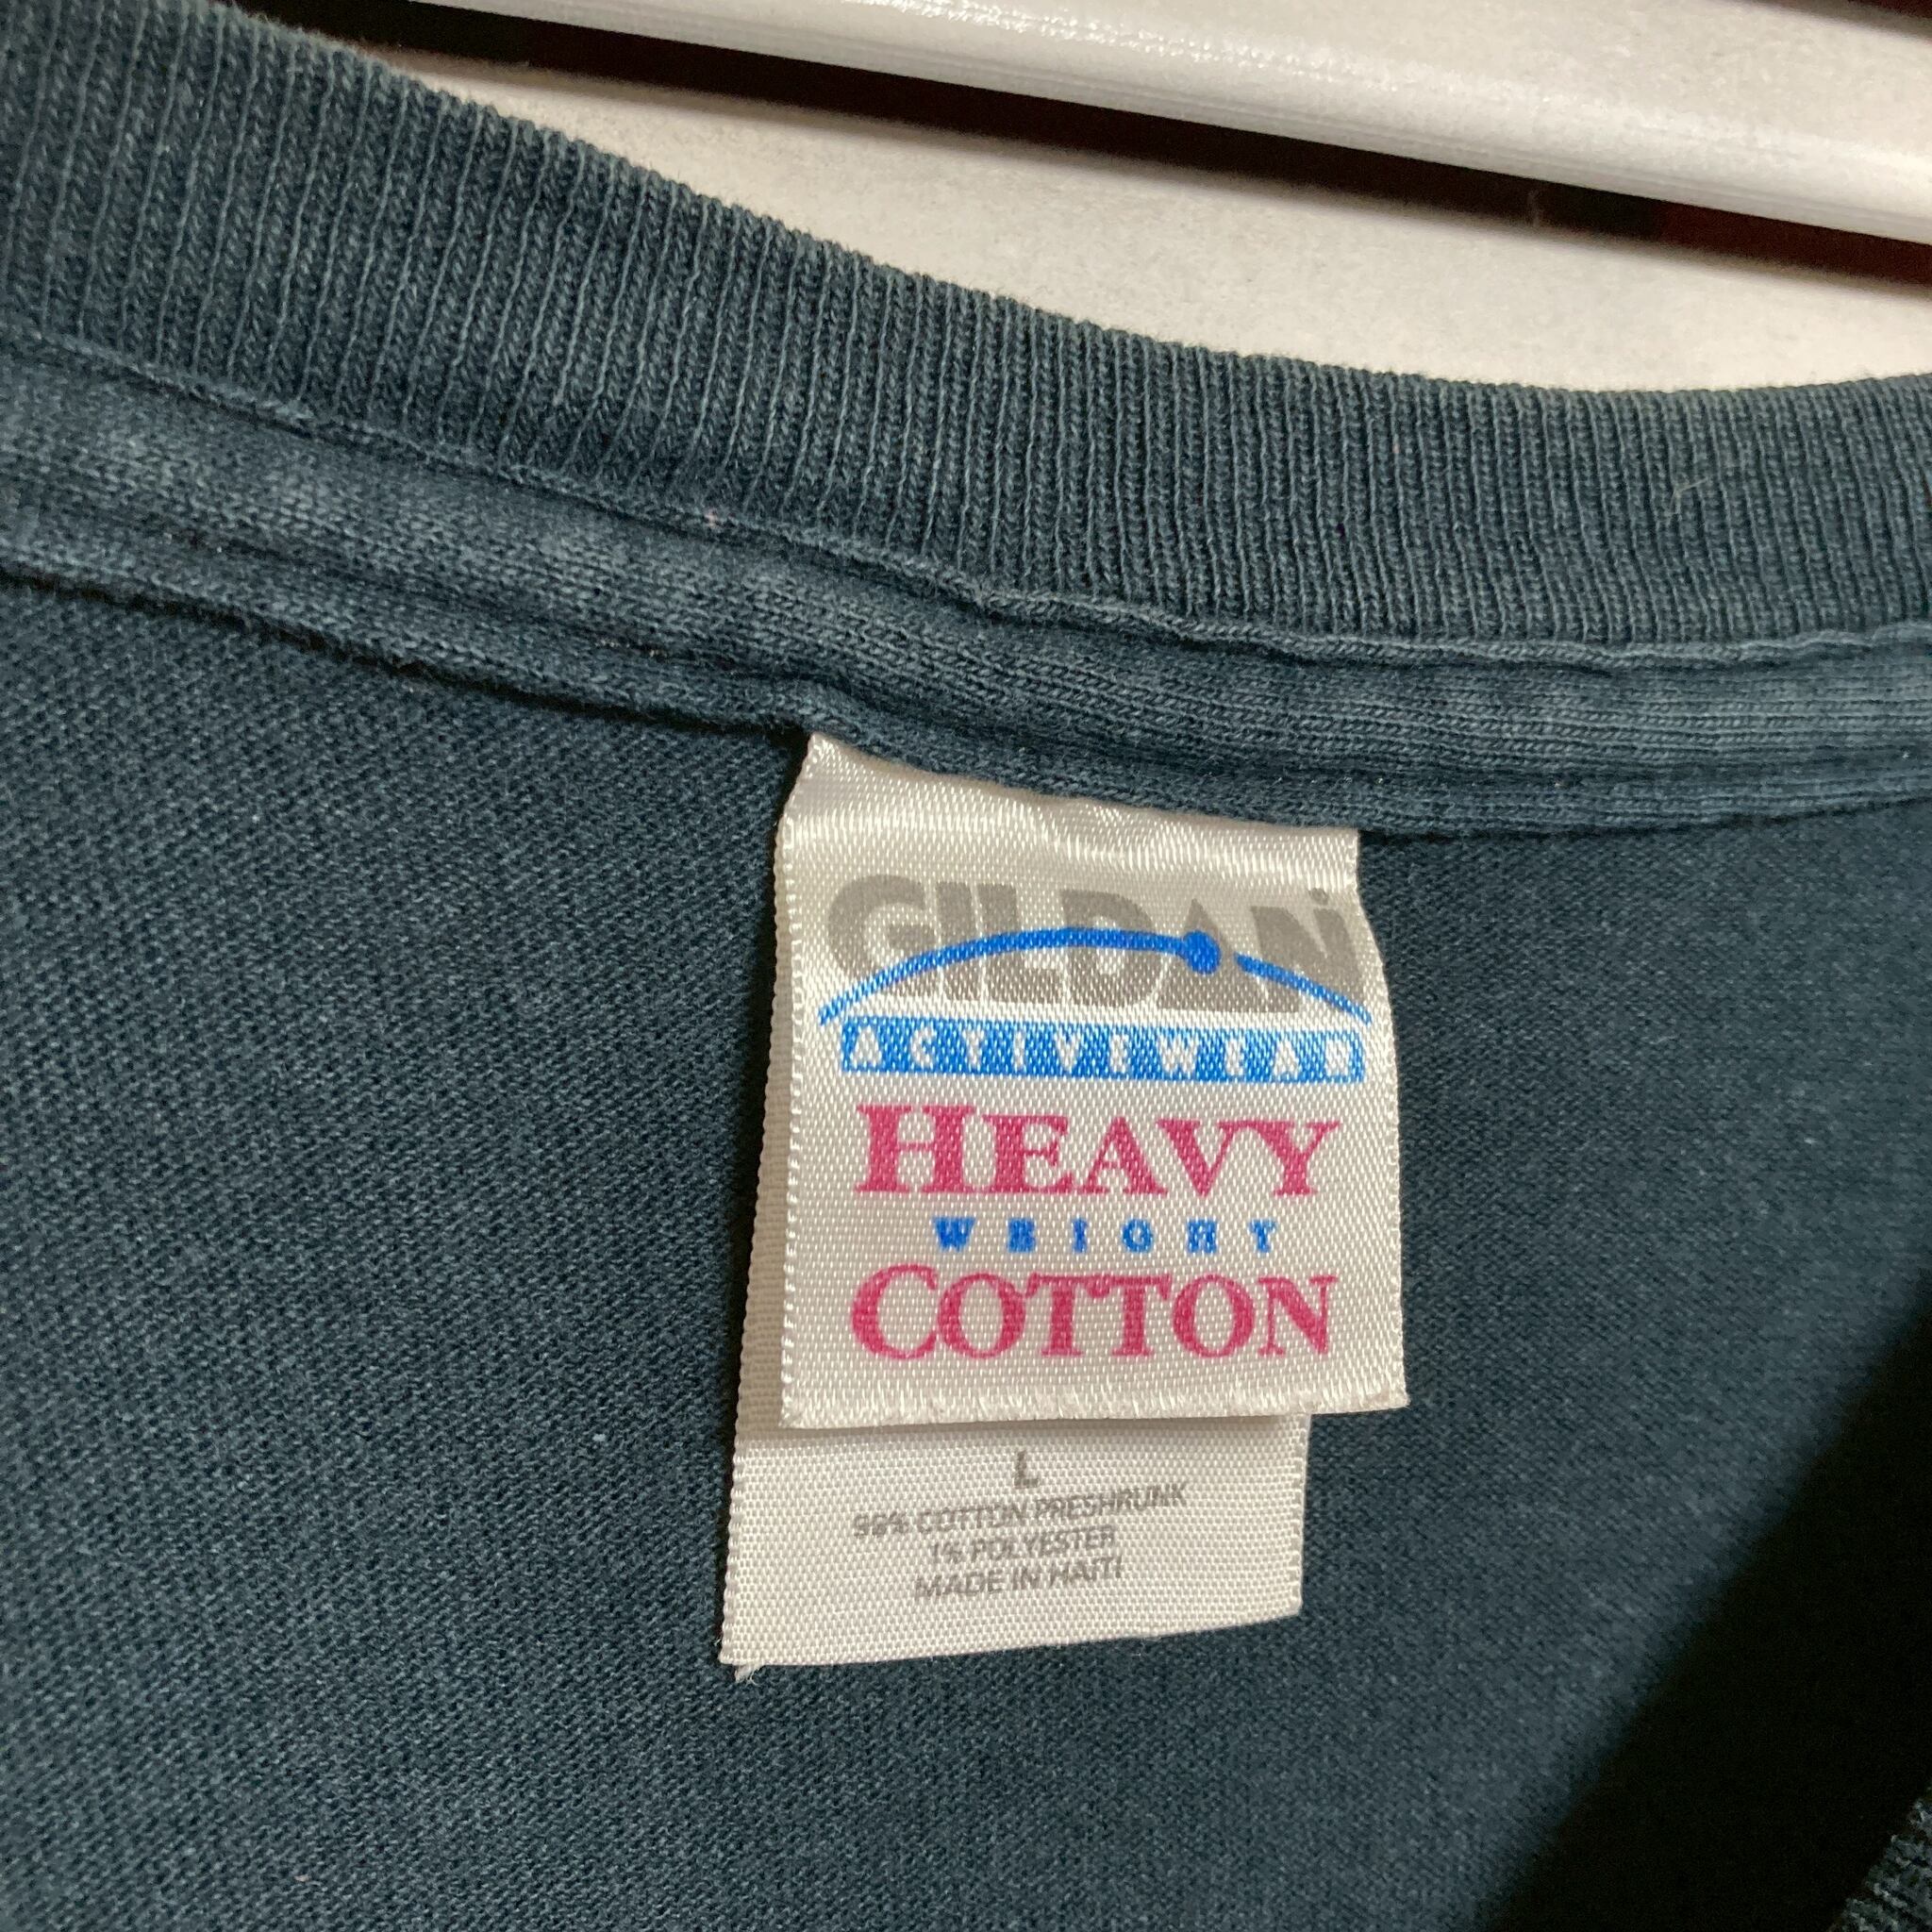 GILDAN
ACTIVEWEAR
HEAVY
WEIGHT
COTTON
L
99% COTTON PRESHRUNK
1% POLYESTER
MADE IN HAITI